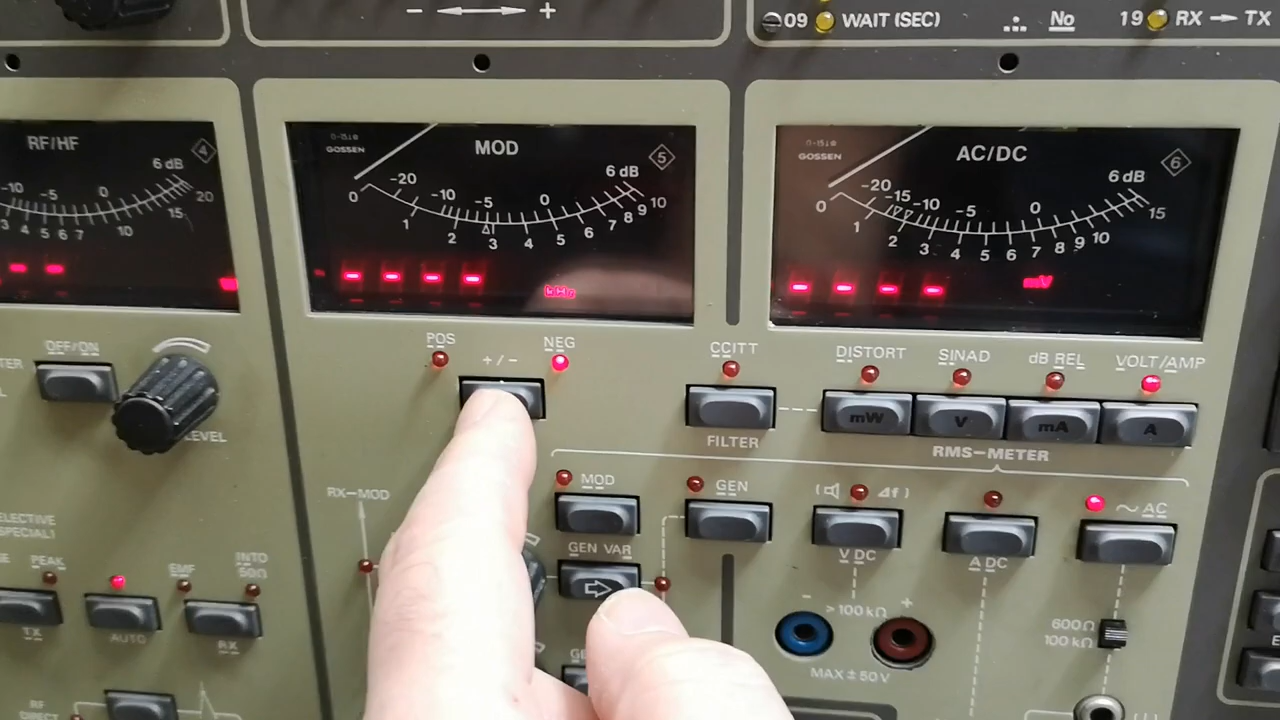 − +
09 WAIT (SEC) No 19 RX → TX
RF/HF
4
6 dB
-10 -5 0 20
3 4 5 6 7 10 15
GOSSEN
MOD
5
6 dB
-20 -10 -5 0
0 1 2 3 4 5 6 7 8 9 10
kHz
GOSSEN
AC/DC
6
6 dB
-20 -15 -10 -5 0
0 1 2 3 4 5 6 7 8 9 10 15
mV
OFF/ON
LEVEL
POS +/− NEG
CCITT
FILTER
DISTORT SINAD dB REL VOLT/AMP
mW V mA A
RMS-METER
RX-MOD
MOD
GEN
Δf )
~ AC
GEN VAR
V DC
A DC
PEAK
EMF
INTO
50Ω
TX AUTO RX
− > 100 kΩ +
MAX ± 50 V
600 Ω
100 kΩ
RF
DIRECT